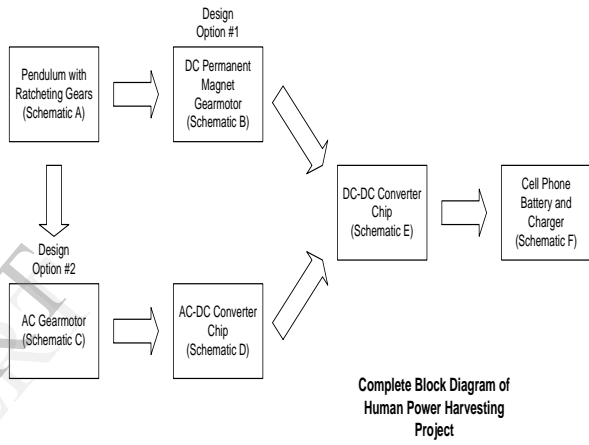 Design
Option #1
Pendulum with
Ratcheting Gears
(Schematic A)
DC Permanent
Magnet
Gearmotor
(Schematic B)
DC-DC Converter
Chip
(Schematic E)
Cell Phone
Battery and
Charger
(Schematic F)
Design
Option #2
AC Gearmotor
(Schematic C)
AC-DC Converter
Chip
(Schematic D)
Complete Block Diagram of
Human Power Harvesting
Project